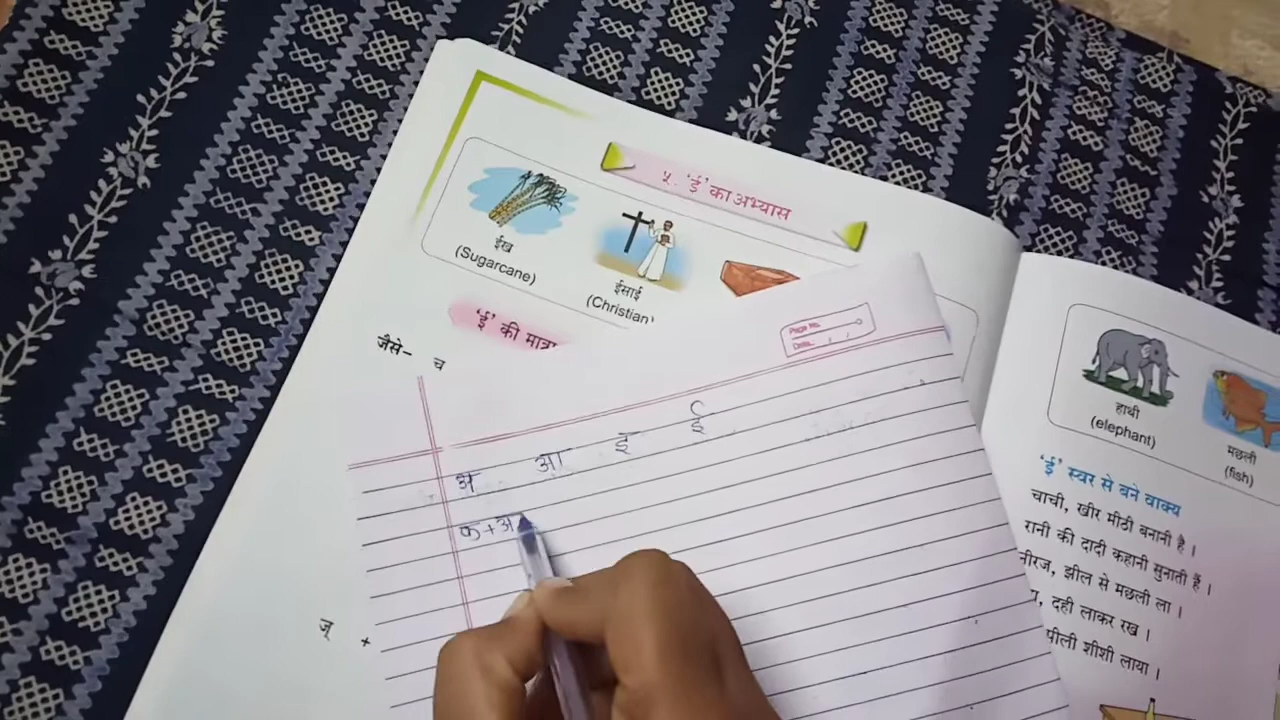 ५. 'ई' का अभ्यास
ईख
(Sugarcane)
ईसाई
(Christian)
'ई' की मात्रा
जैसे- च
ज् +
Page No.
Date
अ आ इ ई
क+अ
हाथी
(elephant)
मछली
(fish)
'ई' स्वर से बने वाक्य
चाची, खीर मीठी बनानी है ।
रानी की दादी कहानी सुनाती हैं ।
नीरज, झील से मछली ला ।
दही लाकर रख ।
पीली शीशी लाया ।